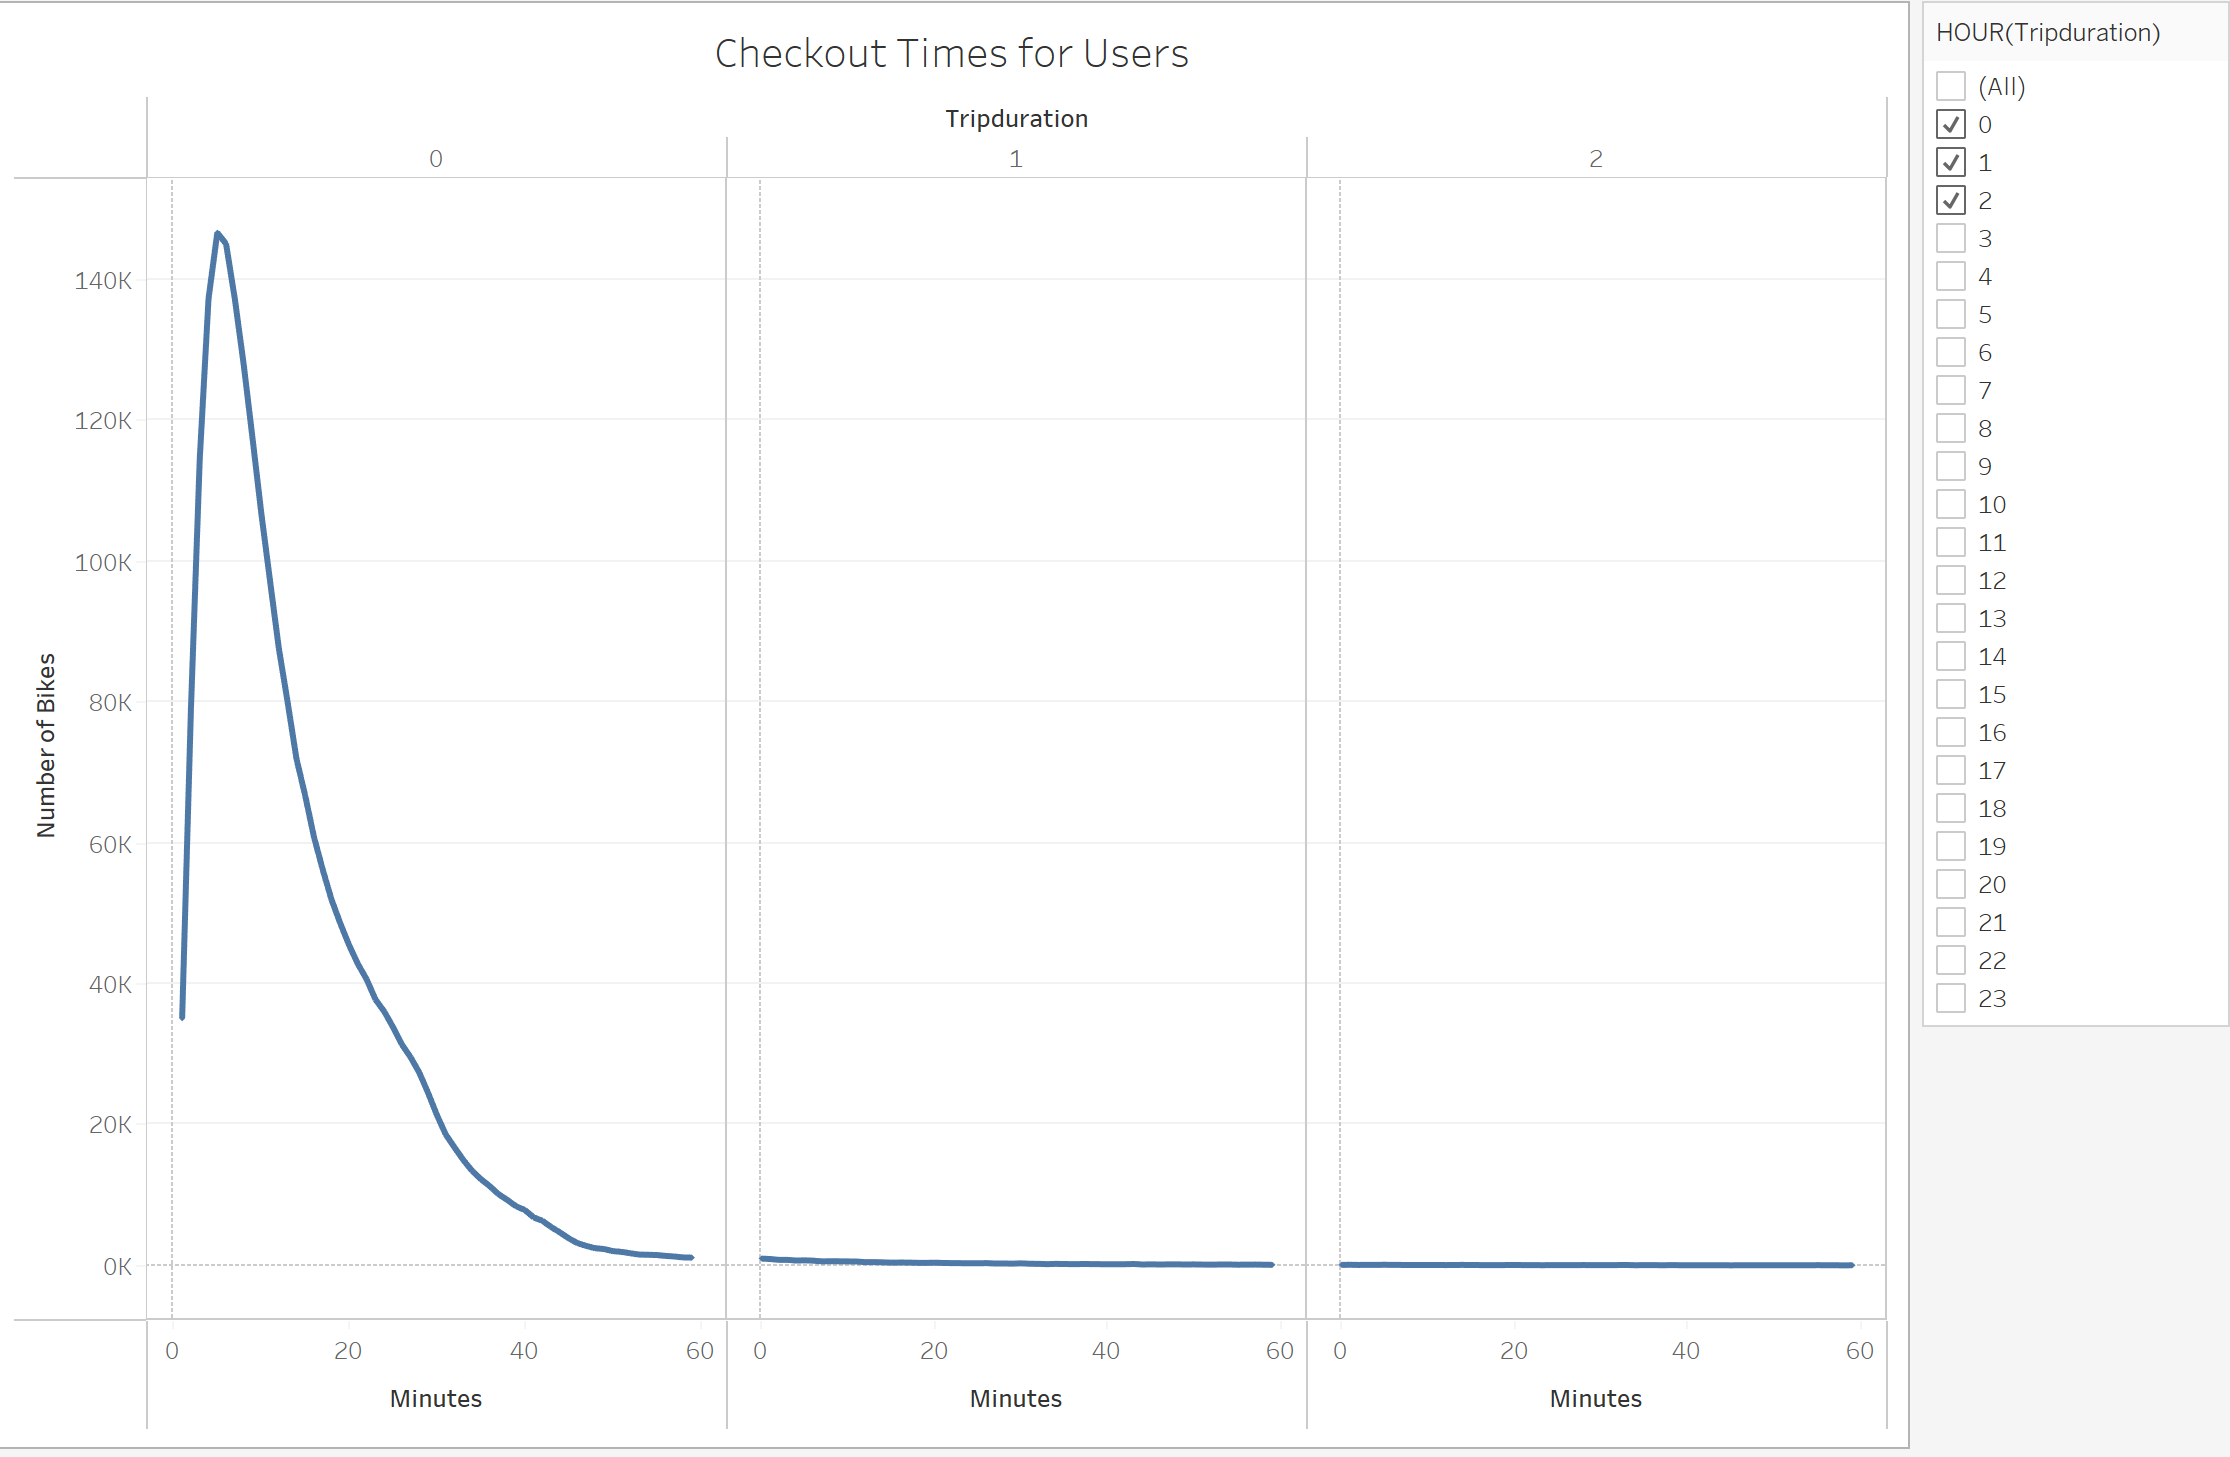 Checkout Times for Users
Tripduration
0 1 2
140K
120K
100K
80K
60K
40K
20K
0K
Number of Bikes
0 20 40 60 0 20 40 60 0 20 40 60
Minutes Minutes Minutes
HOUR(Tripduration)
(All)
0
1
2
3
4
5
6
7
8
9
10
11
12
13
14
15
16
17
18
19
20
21
22
23